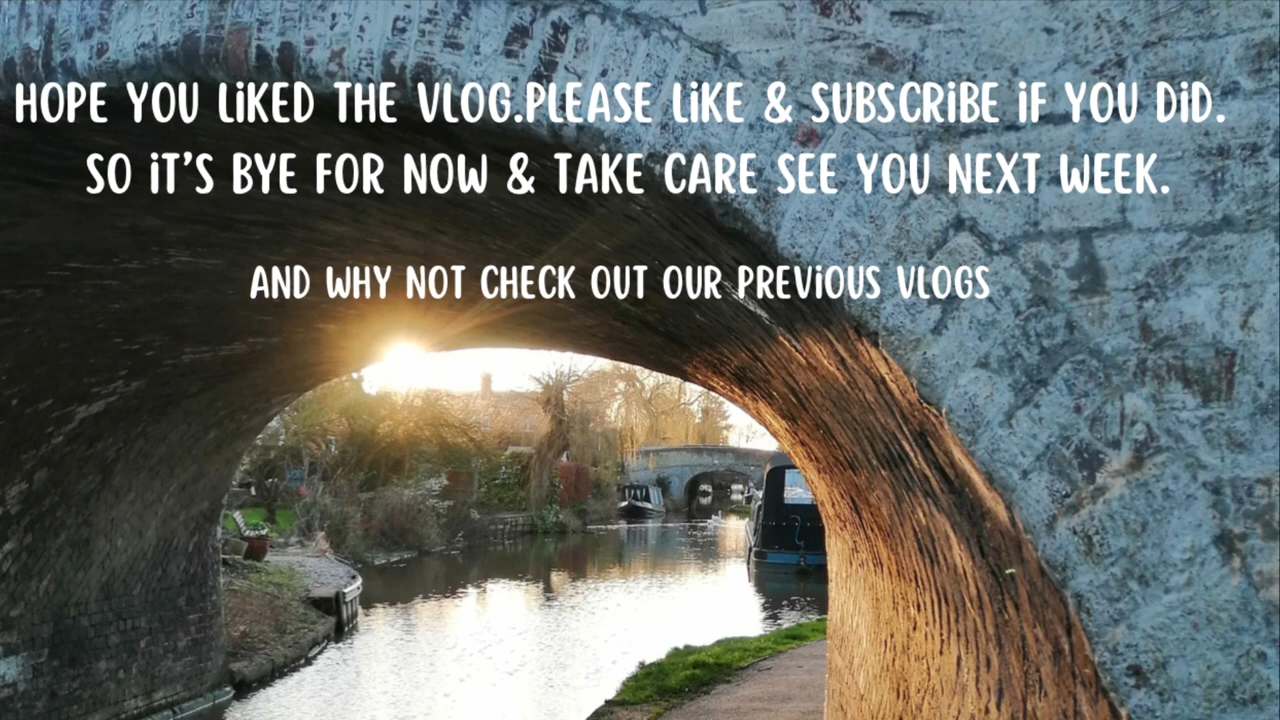 HOPE YOU LiKED THE VLOG.PLEASE LiKE & SUBSCRiBE iF YOU DiD.
SO iT'S BYE FOR NOW & TAKE CARE SEE YOU NEXT WEEK.
AND WHY NOT CHECK OUT OUR PREViOUS VLOGS